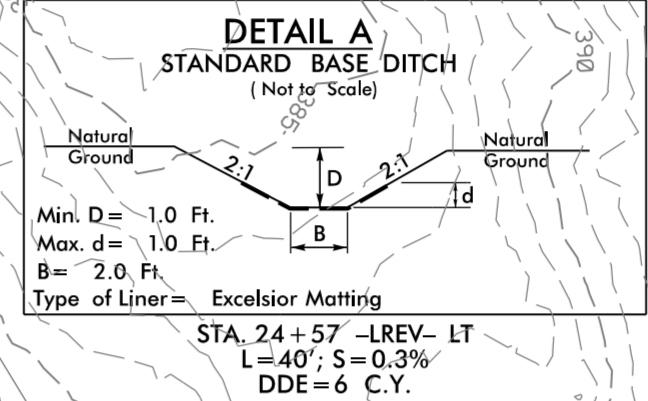 DETAIL A
STANDARD BASE DITCH
( Not to Scale)
390
385
Natural
Ground
Natural
Ground
2:1
2:1
D
d
B
Min. D= 1.0 Ft.
Max. d= 1.0 Ft.
B= 2.0 Ft.
Type of Liner= Excelsior Matting
STA. 24+57 -LREV- LT
L=40'; S=0.3%
DDE=6 C.Y.